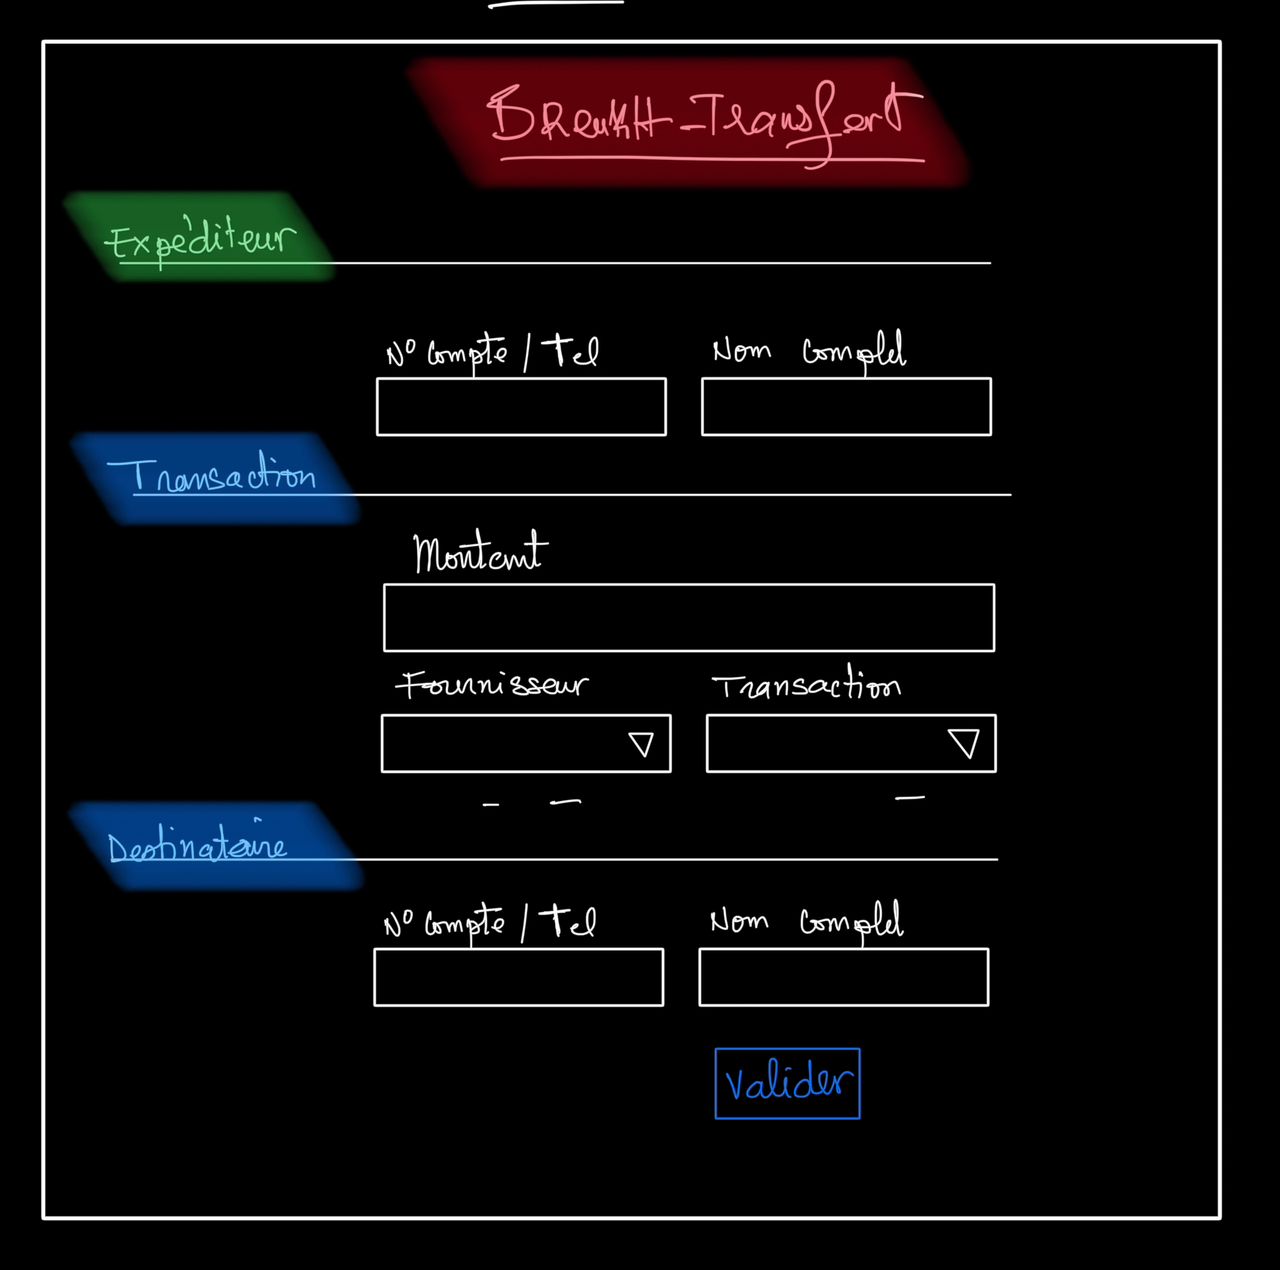 BReukH-Transfert
Expéditeur
N° Compte / Tel Nom Complet
Transaction
Montant
Fournisseur Transaction
Destinataire
N° Compte / Tel Nom Complet
Valider